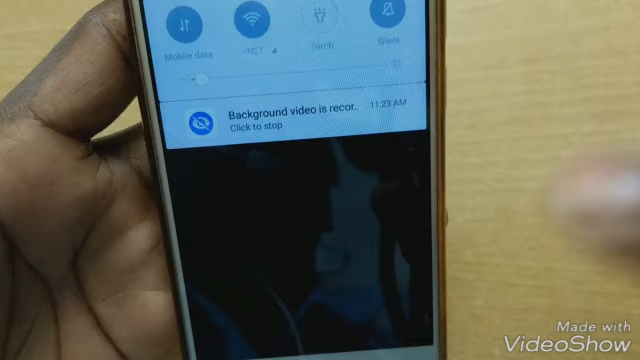 Mobile data
Torch
Silent
Background video is recor..
11:23 AM
Click to stop
Made with
VideoShow